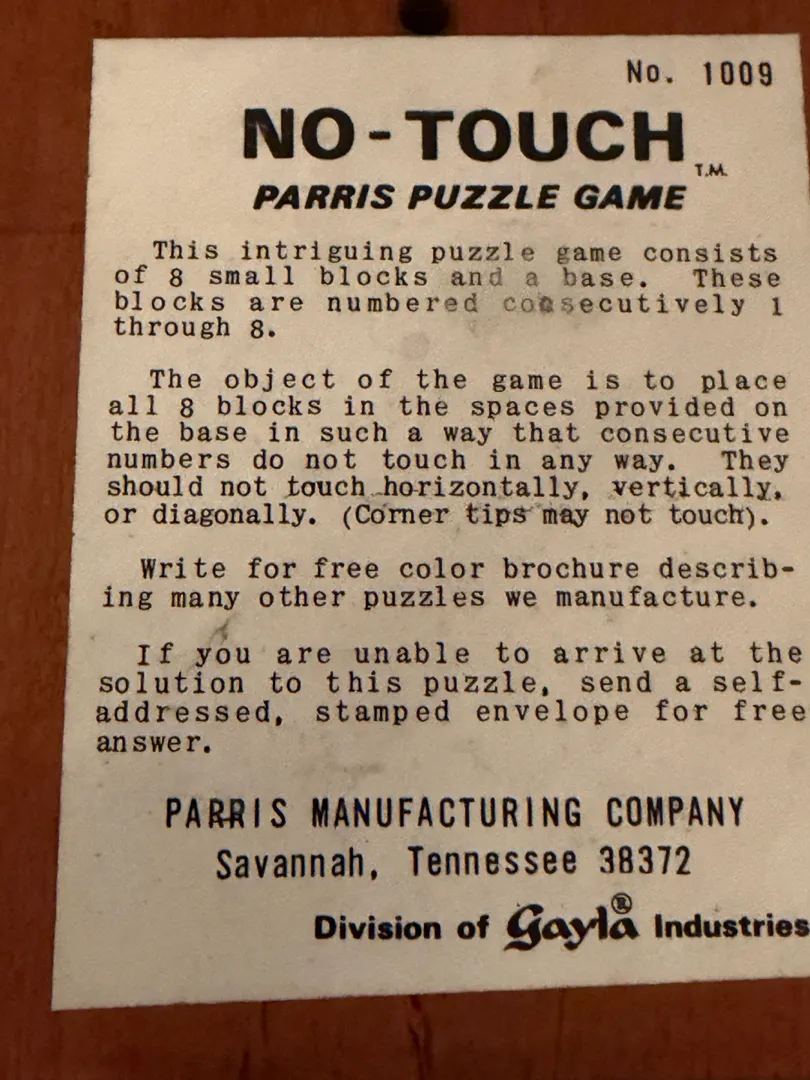 No. 1009
NO-TOUCH T.M.
PARRIS PUZZLE GAME
This intriguing puzzle game consists
of 8 small blocks and a base. These
blocks are numbered consecutively 1
through 8.
The object of the game is to place
all 8 blocks in the spaces provided on
the base in such a way that consecutive
numbers do not touch in any way. They
should not touch horizontally, vertically,
or diagonally. (Corner tips may not touch).
Write for free color brochure describ-
ing many other puzzles we manufacture.
If you are unable to arrive at the
solution to this puzzle, send a self-
addressed, stamped envelope for free
answer.
PARRIS MANUFACTURING COMPANY
Savannah, Tennessee 38372
Division of Gayla® Industries